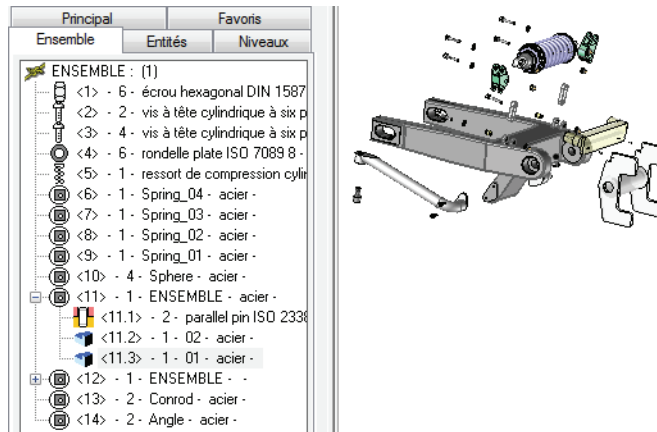 Principal
Favoris
Ensemble
Entités
Niveaux
ENSEMBLE : (1)
<1> - 6 - écrou hexagonal DIN 1587
<2> - 2 - vis à tête cylindrique à six p
<3> - 4 - vis à tête cylindrique à six p
<4> - 6 - rondelle plate ISO 7089 8 -
<5> - 1 - ressort de compression cylin
<6> - 1 - Spring_04 - acier -
<7> - 1 - Spring_03 - acier -
<8> - 1 - Spring_02 - acier -
<9> - 1 - Spring_01 - acier -
<10> - 4 - Sphere - acier -
<11> - 1 - ENSEMBLE - acier -
<11.1> - 2 - parallel pin ISO 2338
<11.2> - 1 - 02 - acier -
<11.3> - 1 - 01 - acier -
<12> - 1 - ENSEMBLE - -
<13> - 2 - Conrod - acier -
<14> - 2 - Angle - acier -